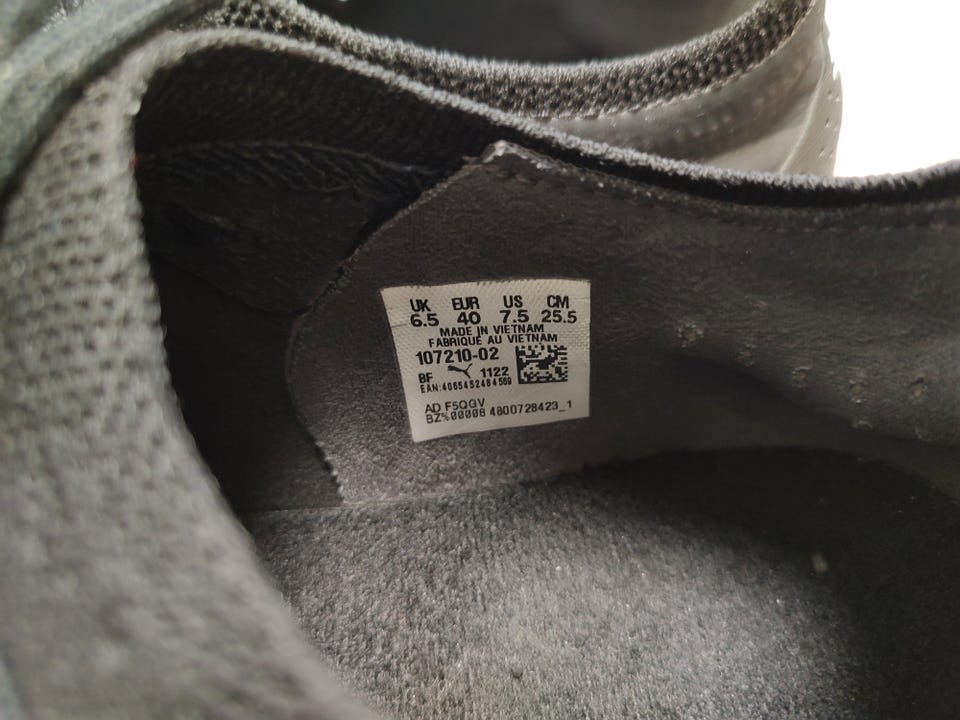 UK EUR US CM
6.5 40 7.5 25.5
MADE IN VIETNAM
FABRIQUÉ AU VIETNAM
107210-02
BF 1122
EAN:4065452484569
AD F5QGV
BZ%00008 4800728423_1